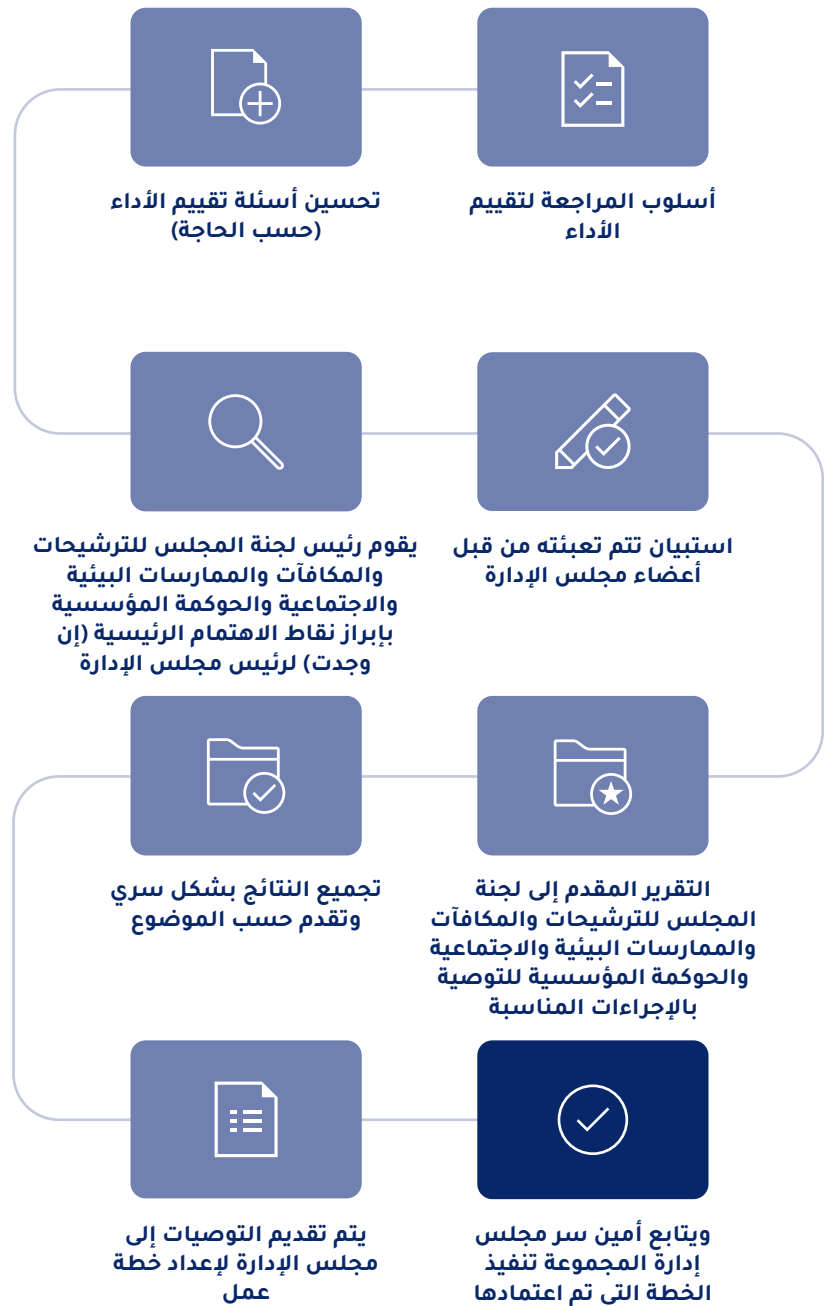 أسلوب المراجعة لتقييم
الأداء
تحسين أسئلة تقييم الأداء
(حسب الحاجة)
استبيان تتم تعبئته من قبل
أعضاء مجلس الإدارة
يقوم رئيس لجنة المجلس للترشيحات
والمكافآت والممارسات البيئية
والاجتماعية والحوكمة المؤسسية
بإبراز نقاط الاهتمام الرئيسية (إن
وجدت) لرئيس مجلس الإدارة
التقرير المقدم إلى لجنة
المجلس للترشيحات والمكافآت
والممارسات البيئية والاجتماعية
والحوكمة المؤسسية للتوصية
بالإجراءات المناسبة
تجميع النتائج بشكل سري
وتقدم حسب الموضوع
ويتابع أمين سر مجلس
إدارة المجموعة تنفيذ
الخطة التي تم اعتمادها
يتم تقديم التوصيات إلى
مجلس الإدارة لإعداد خطة
عمل